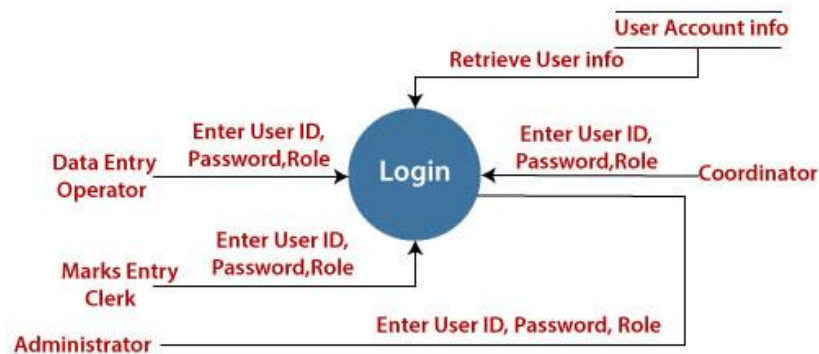 User Account info
Retrieve User info
Enter User ID,
Password,Role
Data Entry
Operator
Login
Enter User ID,
Password,Role
Coordinator
Enter User ID,
Password,Role
Marks Entry
Clerk
Enter User ID, Password, Role
Administrator